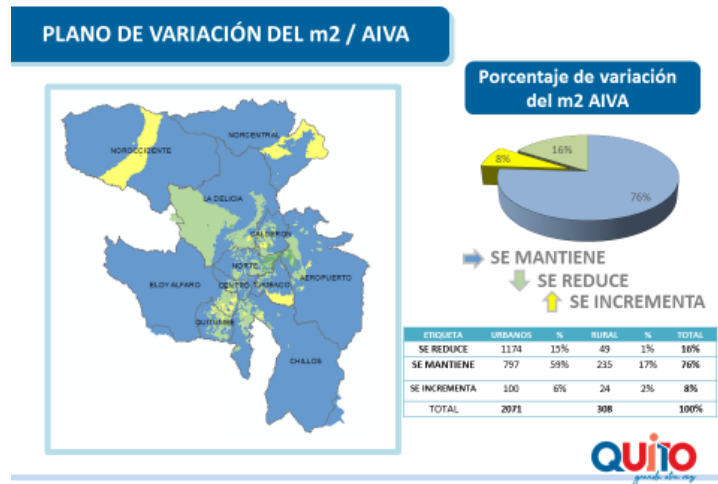 PLANO DE VARIACIÓN DEL m2 / AIVA
Porcentaje de variación
del m2 AIVA
NOROCCIDENTE
NORCENTRAL
LA DELICIA
CALDERON
NORTE
ELOY ALFARO
CENTRO
TUMBACO
AEROPUERTO
QUITUMBE
CHILLOS
8%
16%
76%
SE MANTIENE
SE REDUCE
SE INCREMENTA
ETIQUETA URBANOS % RURAL % TOTAL
SE REDUCE 1174 15% 49 1% 16%
SE MANTIENE 797 59% 235 17% 76%
SE INCREMENTA 100 6% 24 2% 8%
TOTAL 2071 308 100%
QUITO
grande otra vez